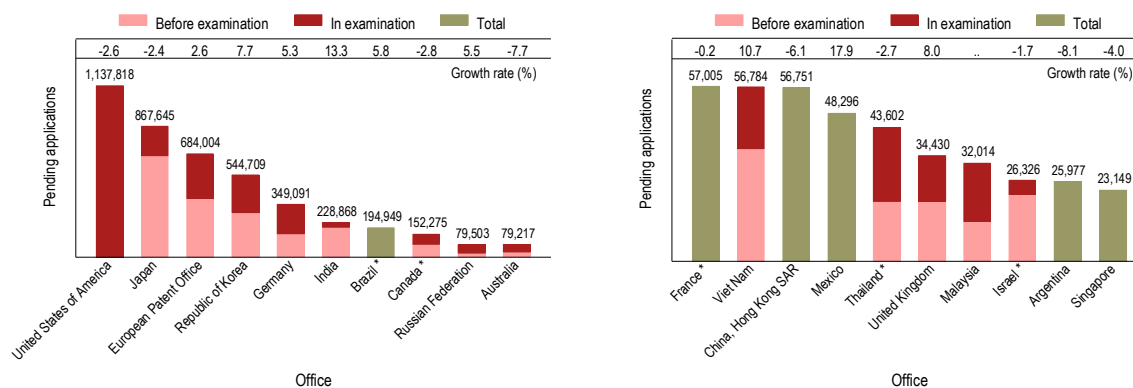 Before examination In examination Total
-2.6 -2.4 2.6 7.7 5.3 13.3 5.8 -2.8 5.5 -7.7
Growth rate (%)
1,137,818
867,645
684,004
544,709
349,091
228,868
194,949
152,275
79,503
79,217
Pending applications
United States of America
Japan
European Patent Office
Republic of Korea
Germany
India
Brazil *
Canada *
Russian Federation
Australia
Office
Before examination In examination Total
-0.2 10.7 -6.1 17.9 -2.7 8.0 .. -1.7 -8.1 -4.0
Growth rate (%)
57,005
56,784
56,751
48,296
43,602
34,430
32,014
26,326
25,977
23,149
Pending applications
France *
Viet Nam
China, Hong Kong SAR
Mexico
Thailand *
United Kingdom
Malaysia
Israel *
Argentina
Singapore
Office